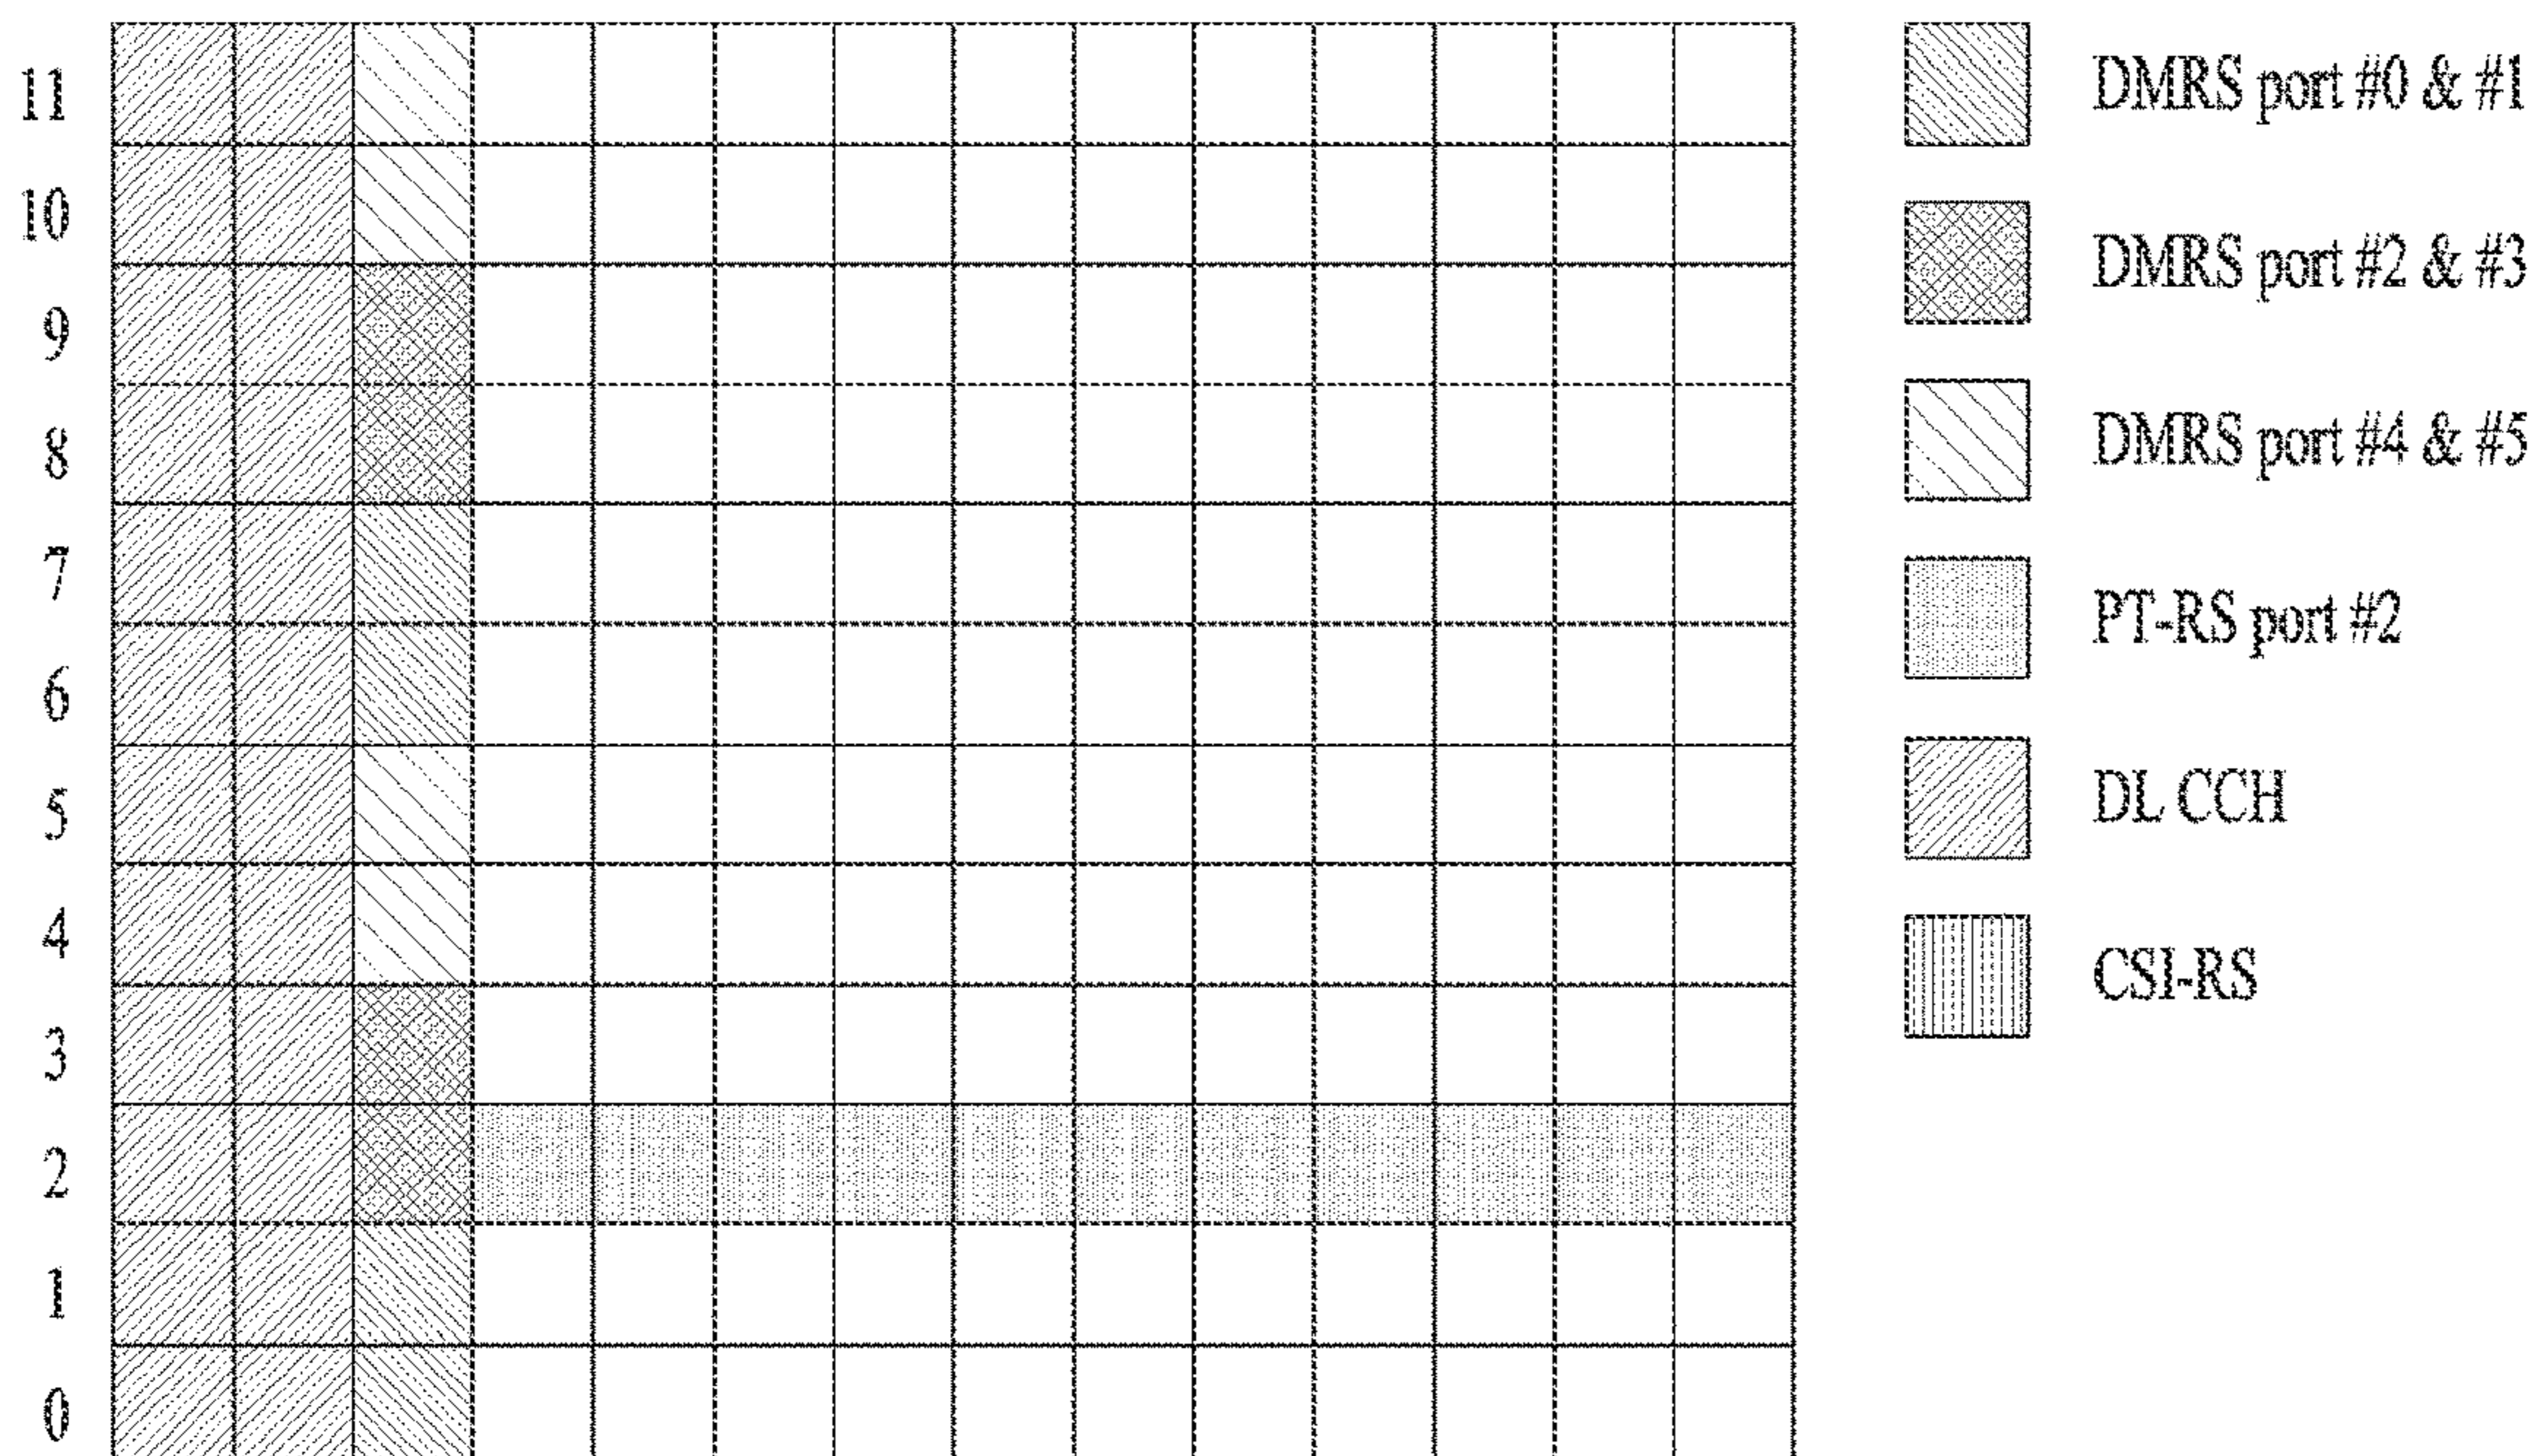 11
10
9
8
7
6
5
4
3
2
1
0
DMRS port #0 & #1
DMRS port #2 & #3
DMRS port #4 & #5
PT-RS port #2
DL CCH
CSI-RS